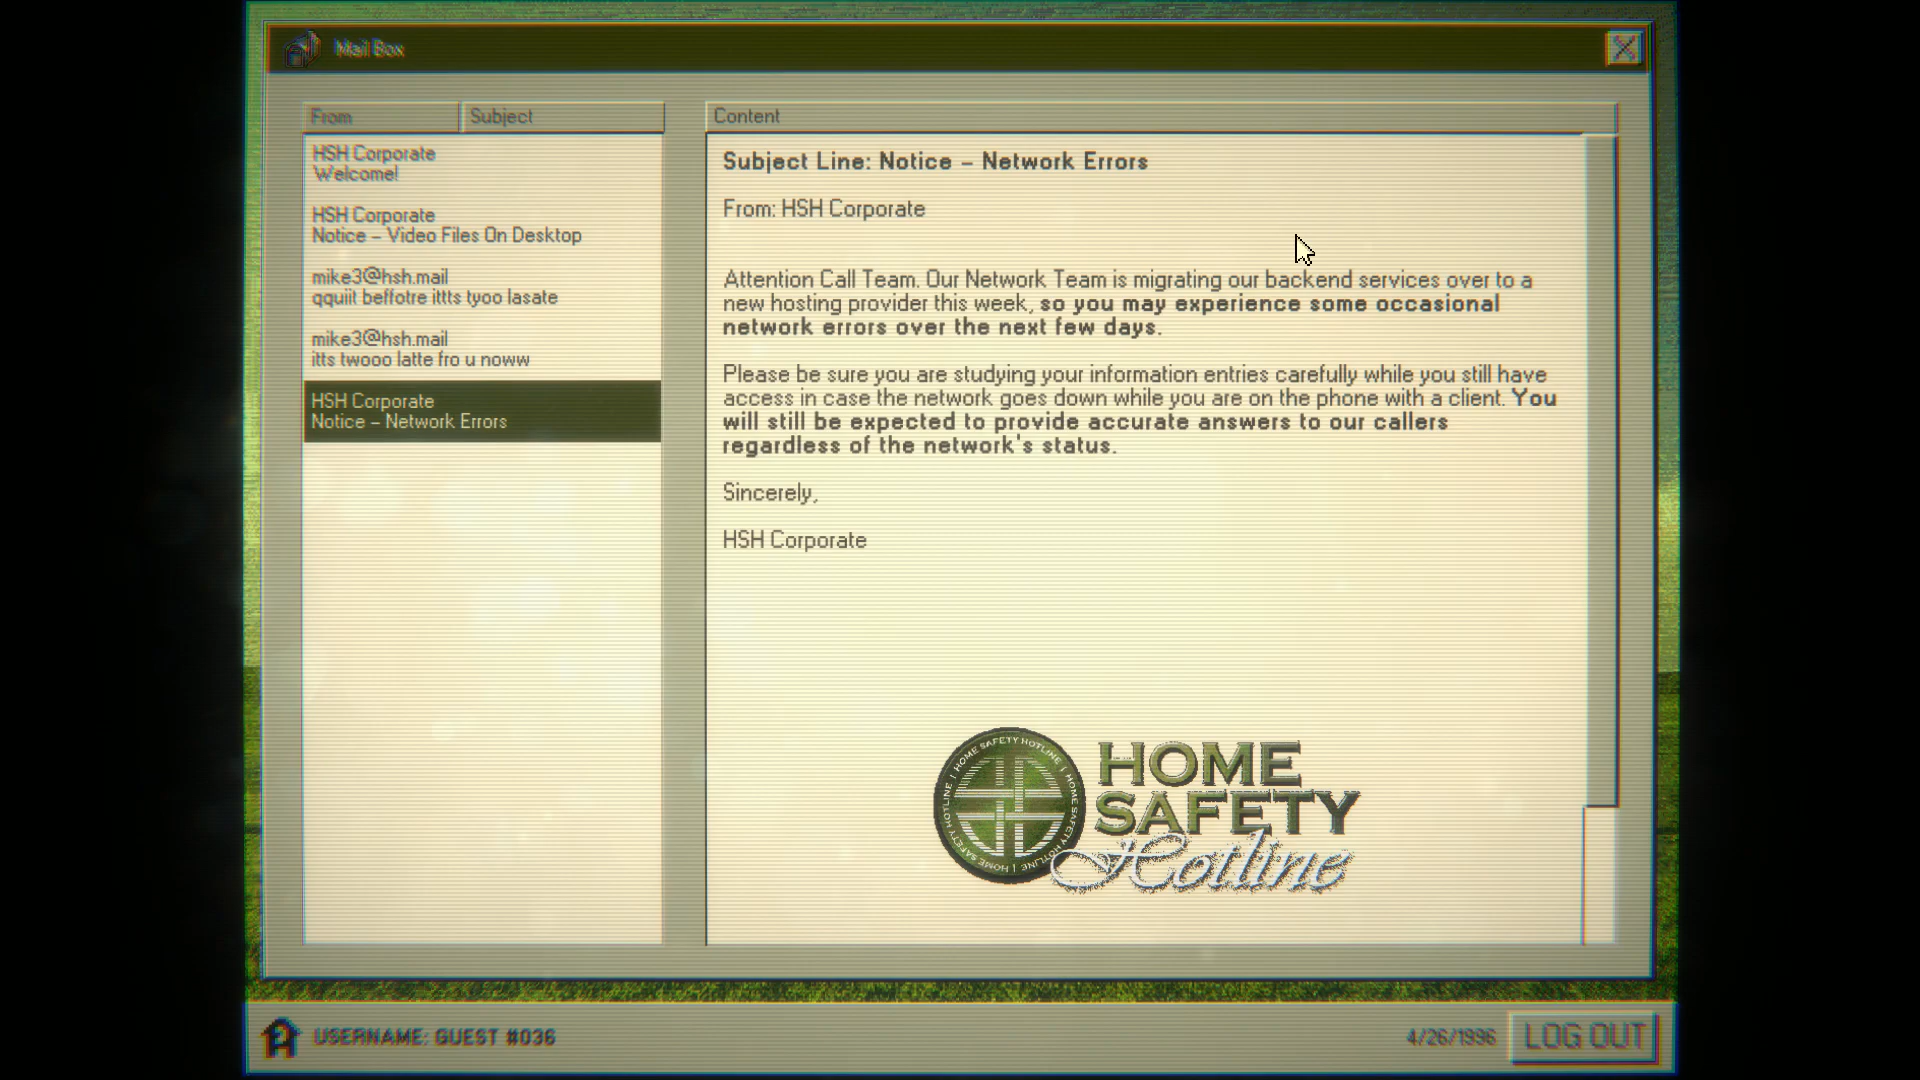 Mail Box
From
Subject
HSH Corporate
Welcome!
HSH Corporate
Notice – Video Files On Desktop
mike3@hsh.mail
qquiit beffotre ittts tyoo lasate
mike3@hsh.mail
itts twooo latte fro u noww
HSH Corporate
Notice – Network Errors
Content
Subject Line: Notice – Network Errors
From: HSH Corporate
Attention Call Team. Our Network Team is migrating our backend services over to a
new hosting provider this week, so you may experience some occasional
network errors over the next few days.
Please be sure you are studying your information entries carefully while you still have
access in case the network goes down while you are on the phone with a client. You
will still be expected to provide accurate answers to our callers
regardless of the network's status.
Sincerely,
HSH Corporate
HOME SAFETY HOTLINE | HOME SAFETY HOTLINE | HOME SAFETY HOTLINE |
HOME
SAFETY
Hotline
USERNAME: GUEST #036
4/26/1996
LOG OUT